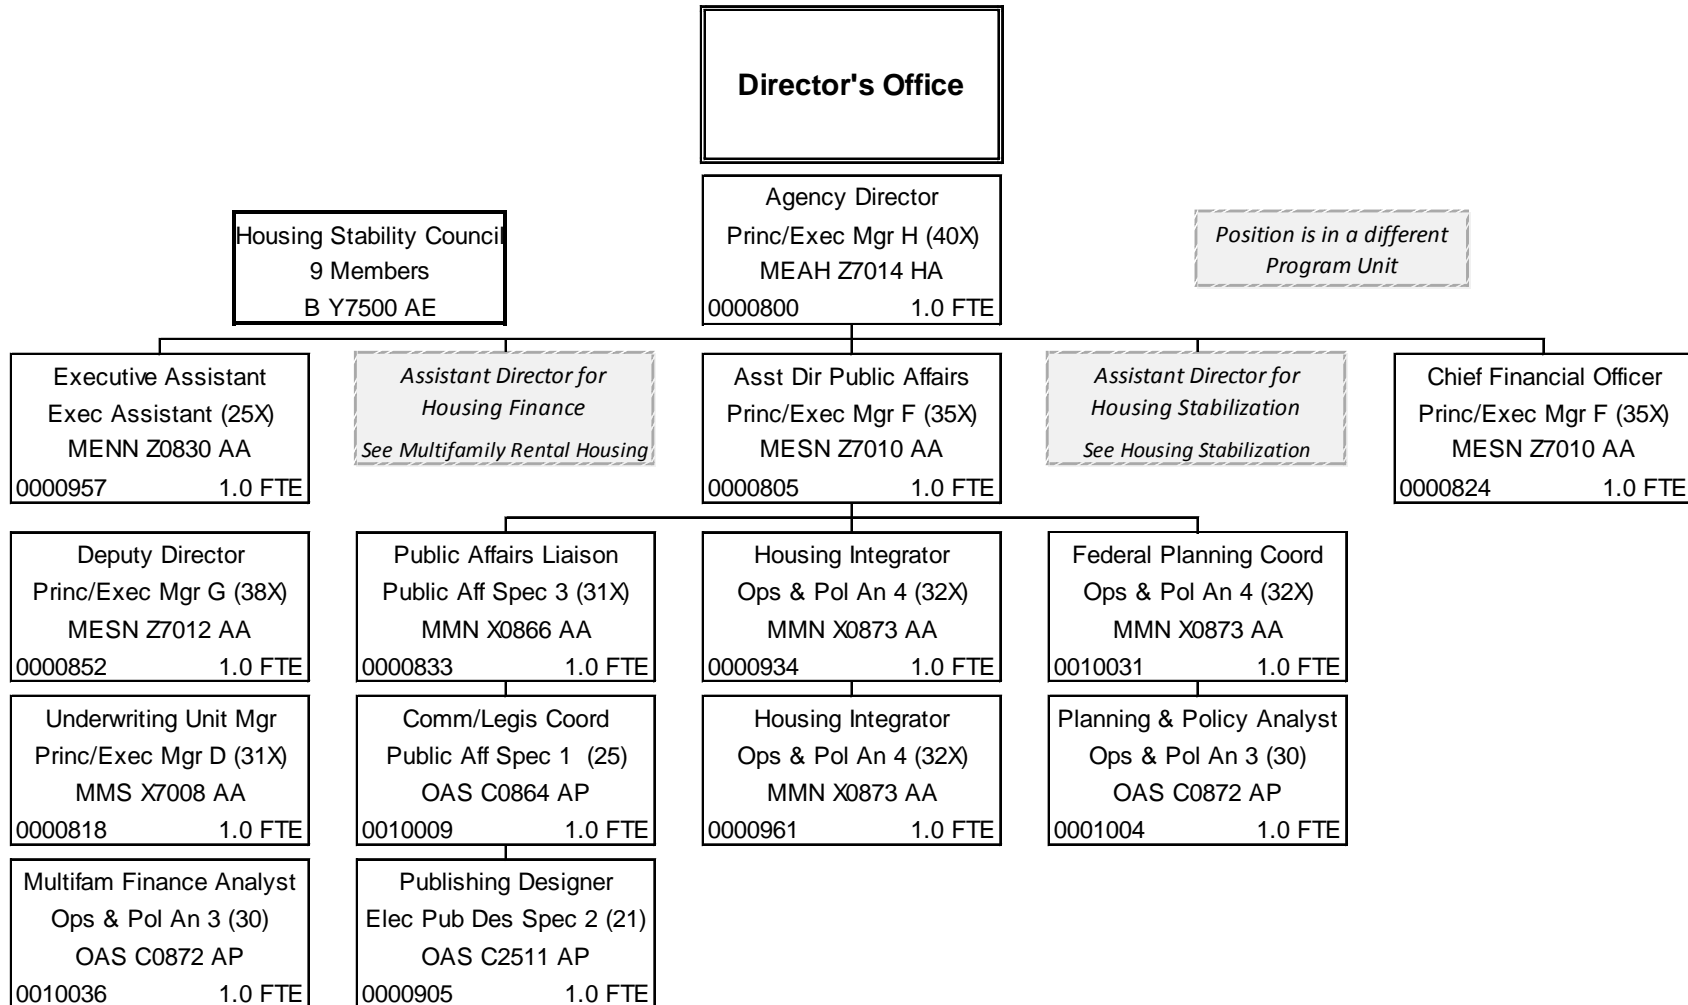 Director's Office
Agency Director
Princ/Exec Mgr H (40X)
MEAH Z7014 HA
0000800 1.0 FTE
Housing Stability Council
9 Members
B Y7500 AE
Position is in a different
Program Unit
Executive Assistant
Exec Assistant (25X)
MENN Z0830 AA
0000957 1.0 FTE
Assistant Director for
Housing Finance
See Multifamily Rental Housing
Asst Dir Public Affairs
Princ/Exec Mgr F (35X)
MESN Z7010 AA
0000805 1.0 FTE
Assistant Director for
Housing Stabilization
See Housing Stabilization
Chief Financial Officer
Princ/Exec Mgr F (35X)
MESN Z7010 AA
0000824 1.0 FTE
Deputy Director
Princ/Exec Mgr G (38X)
MESN Z7012 AA
0000852 1.0 FTE
Public Affairs Liaison
Public Aff Spec 3 (31X)
MMN X0866 AA
0000833 1.0 FTE
Housing Integrator
Ops & Pol An 4 (32X)
MMN X0873 AA
0000934 1.0 FTE
Federal Planning Coord
Ops & Pol An 4 (32X)
MMN X0873 AA
0010031 1.0 FTE
Underwriting Unit Mgr
Princ/Exec Mgr D (31X)
MMS X7008 AA
0000818 1.0 FTE
Comm/Legis Coord
Public Aff Spec 1 (25)
OAS C0864 AP
0010009 1.0 FTE
Housing Integrator
Ops & Pol An 4 (32X)
MMN X0873 AA
0000961 1.0 FTE
Planning & Policy Analyst
Ops & Pol An 3 (30)
OAS C0872 AP
0001004 1.0 FTE
Multifam Finance Analyst
Ops & Pol An 3 (30)
OAS C0872 AP
0010036 1.0 FTE
Publishing Designer
Elec Pub Des Spec 2 (21)
OAS C2511 AP
0000905 1.0 FTE